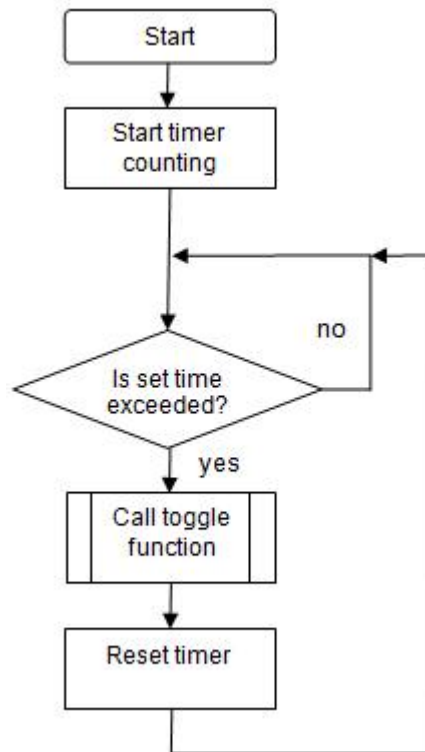 Start
Start timer
counting
no
Is set time
exceeded?
yes
Call toggle
function
Reset timer